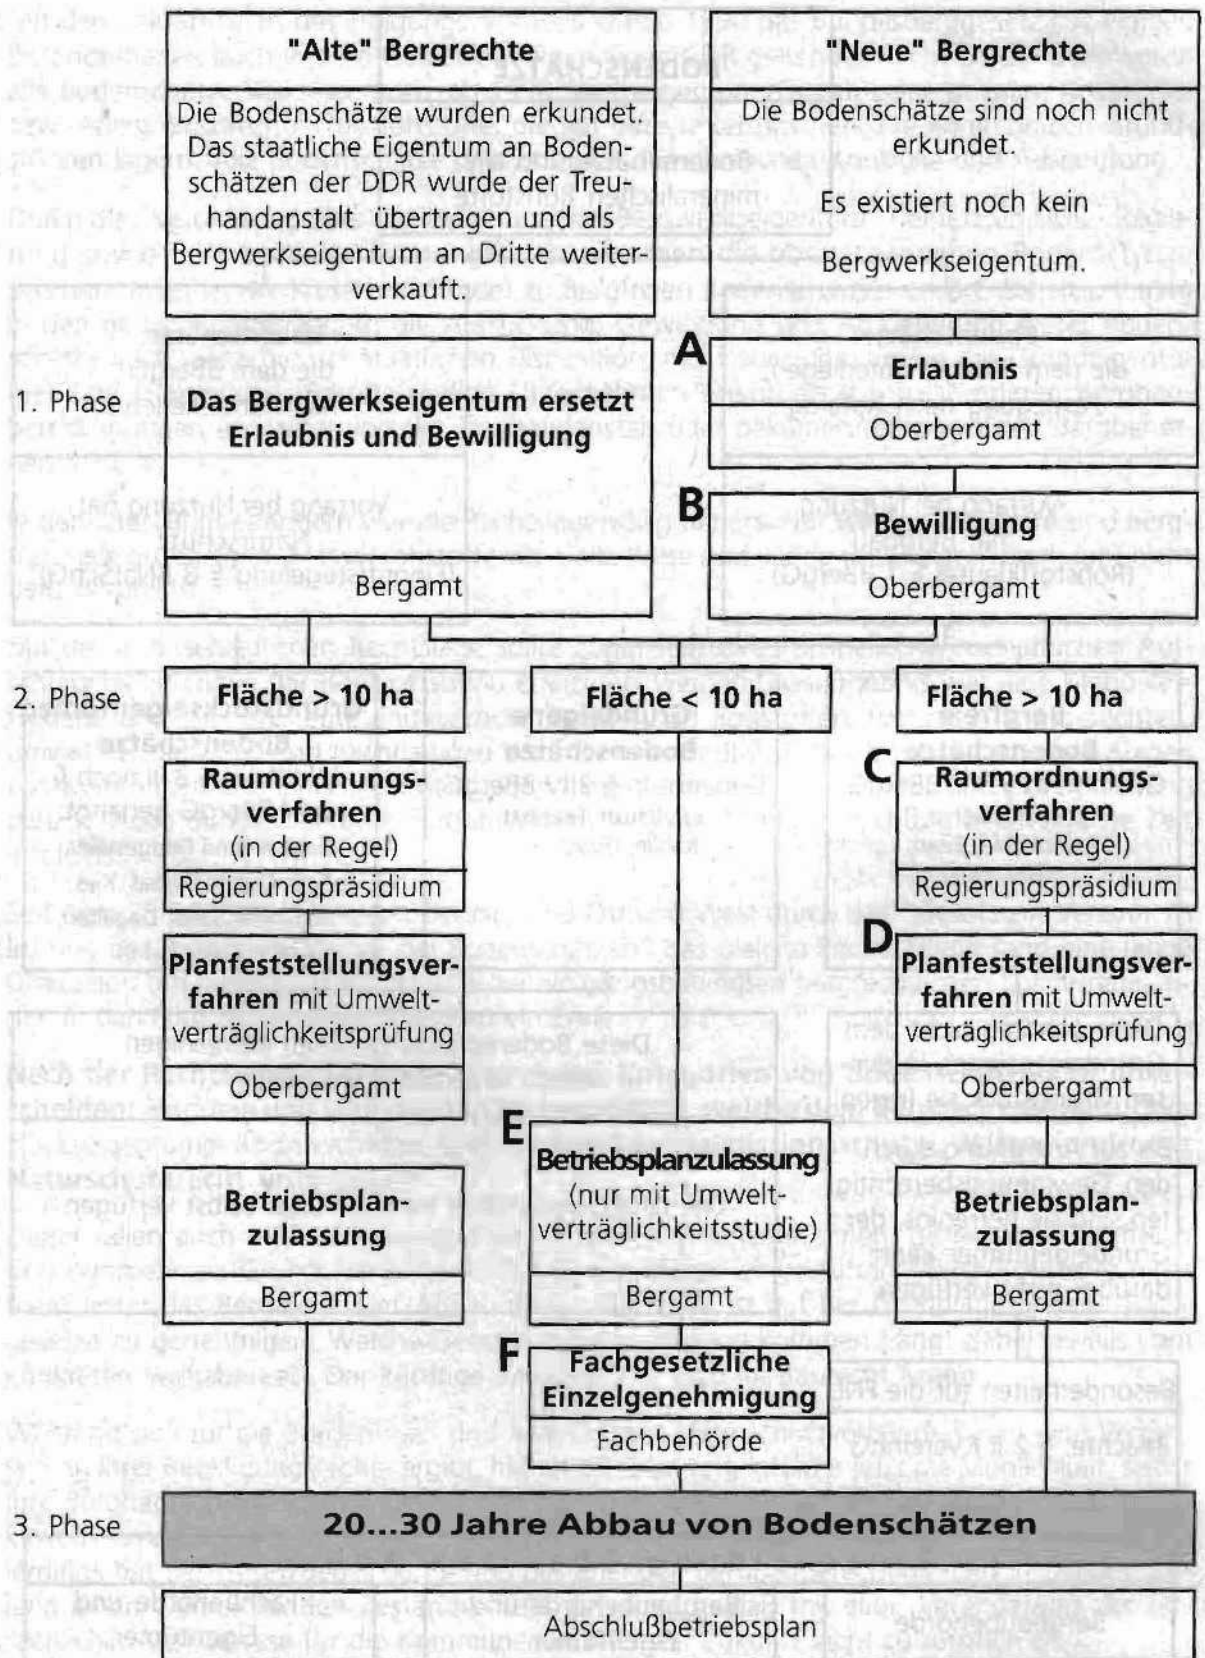 "Alte" Bergrechte
Die Bodenschätze wurden erkundet.
Das staatliche Eigentum an Boden-
schätzen der DDR wurde der Treu-
handanstalt übertragen und als
Bergwerkseigentum an Dritte weiter-
verkauft.
"Neue" Bergrechte
Die Bodenschätze sind noch nicht
erkundet.
Es existiert noch kein
Bergwerkseigentum.
1. Phase
Das Bergwerkseigentum ersetzt
Erlaubnis und Bewilligung
Bergamt
A
Erlaubnis
Oberbergamt
B
Bewilligung
Oberbergamt
2. Phase
Fläche > 10 ha
Fläche < 10 ha
Fläche > 10 ha
Raumordnungs-
verfahren
(in der Regel)
Regierungspräsidium
C
Raumordnungs-
verfahren
(in der Regel)
Regierungspräsidium
Planfeststellungsver-
fahren mit Umwelt-
verträglichkeitsprüfung
Oberbergamt
D
Planfeststellungsver-
fahren mit Umwelt-
verträglichkeitsprüfung
Oberbergamt
Betriebsplan-
zulassung
Bergamt
E
Betriebsplanzulassung
(nur mit Umwelt-
verträglichkeitsstudie)
Bergamt
Betriebsplan-
zulassung
Bergamt
F
Fachgesetzliche
Einzelgenehmigung
Fachbehörde
3. Phase
20...30 Jahre Abbau von Bodenschätzen
Abschlußbetriebsplan